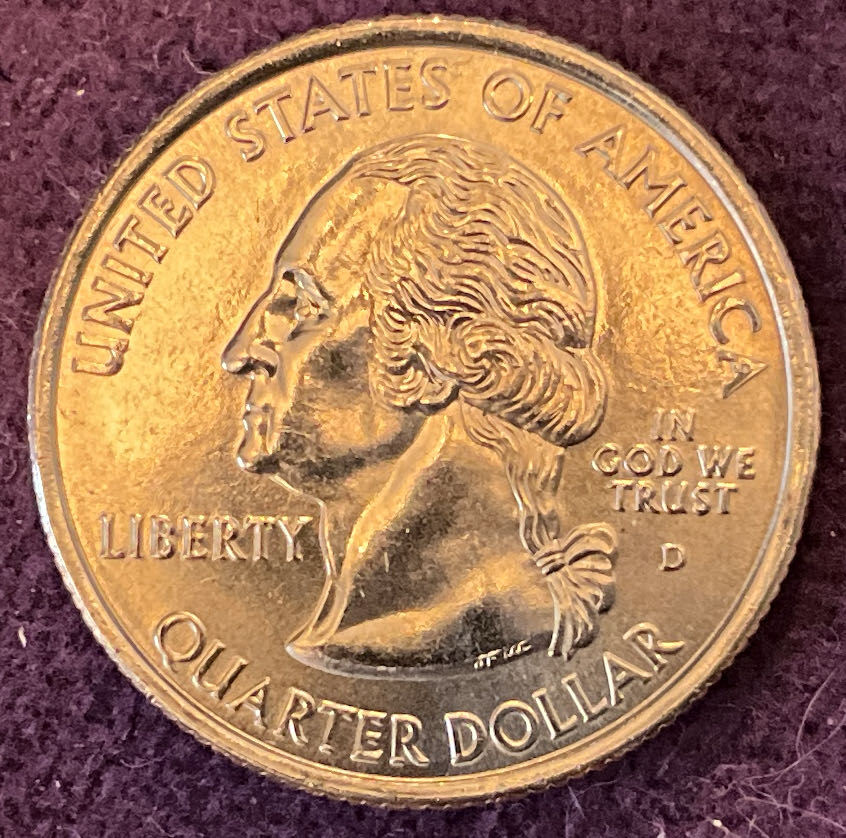 UNITED STATES OF AMERICA
LIBERTY
IN
GOD WE
TRUST
D
QUARTER DOLLAR